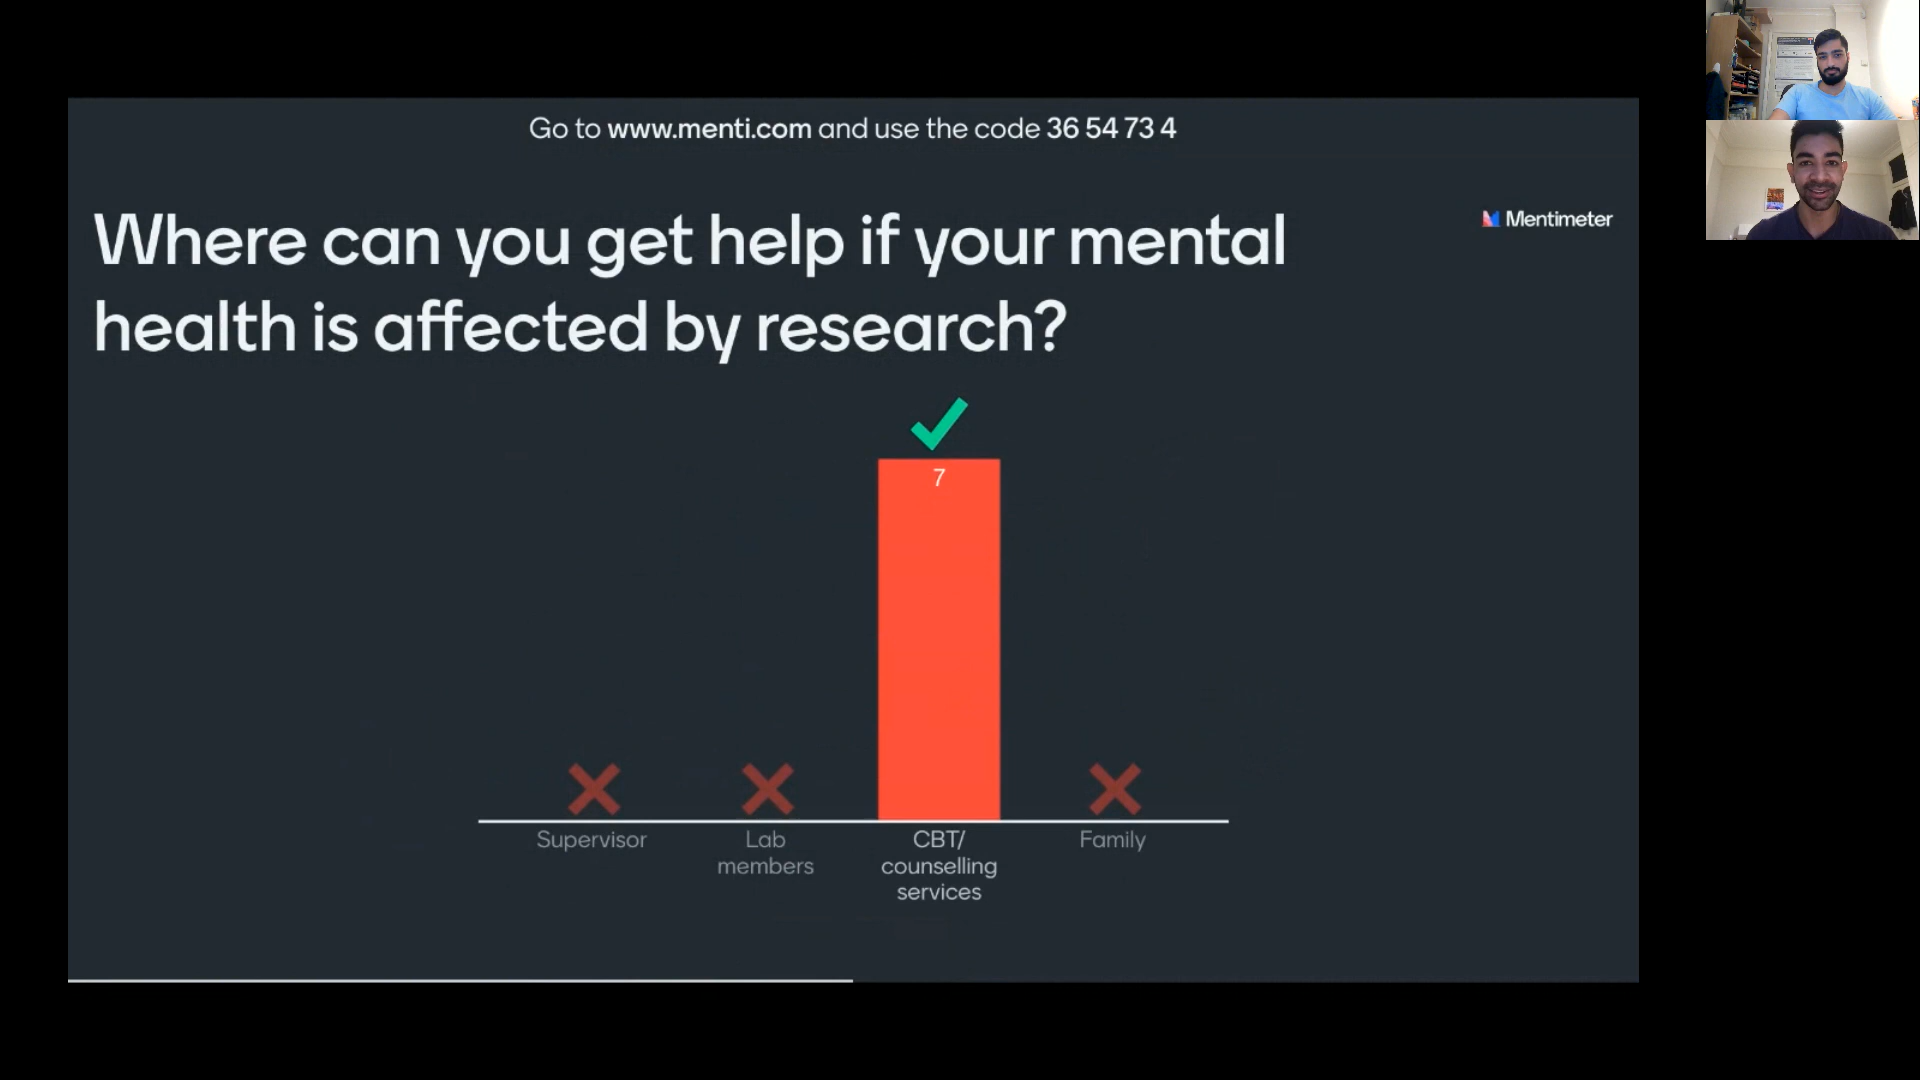 Go to www.menti.com and use the code 36 54 73 4
Where can you get help if your mental
health is affected by research?
Mentimeter
7
Supervisor
Lab
members
CBT/
counselling
services
Family